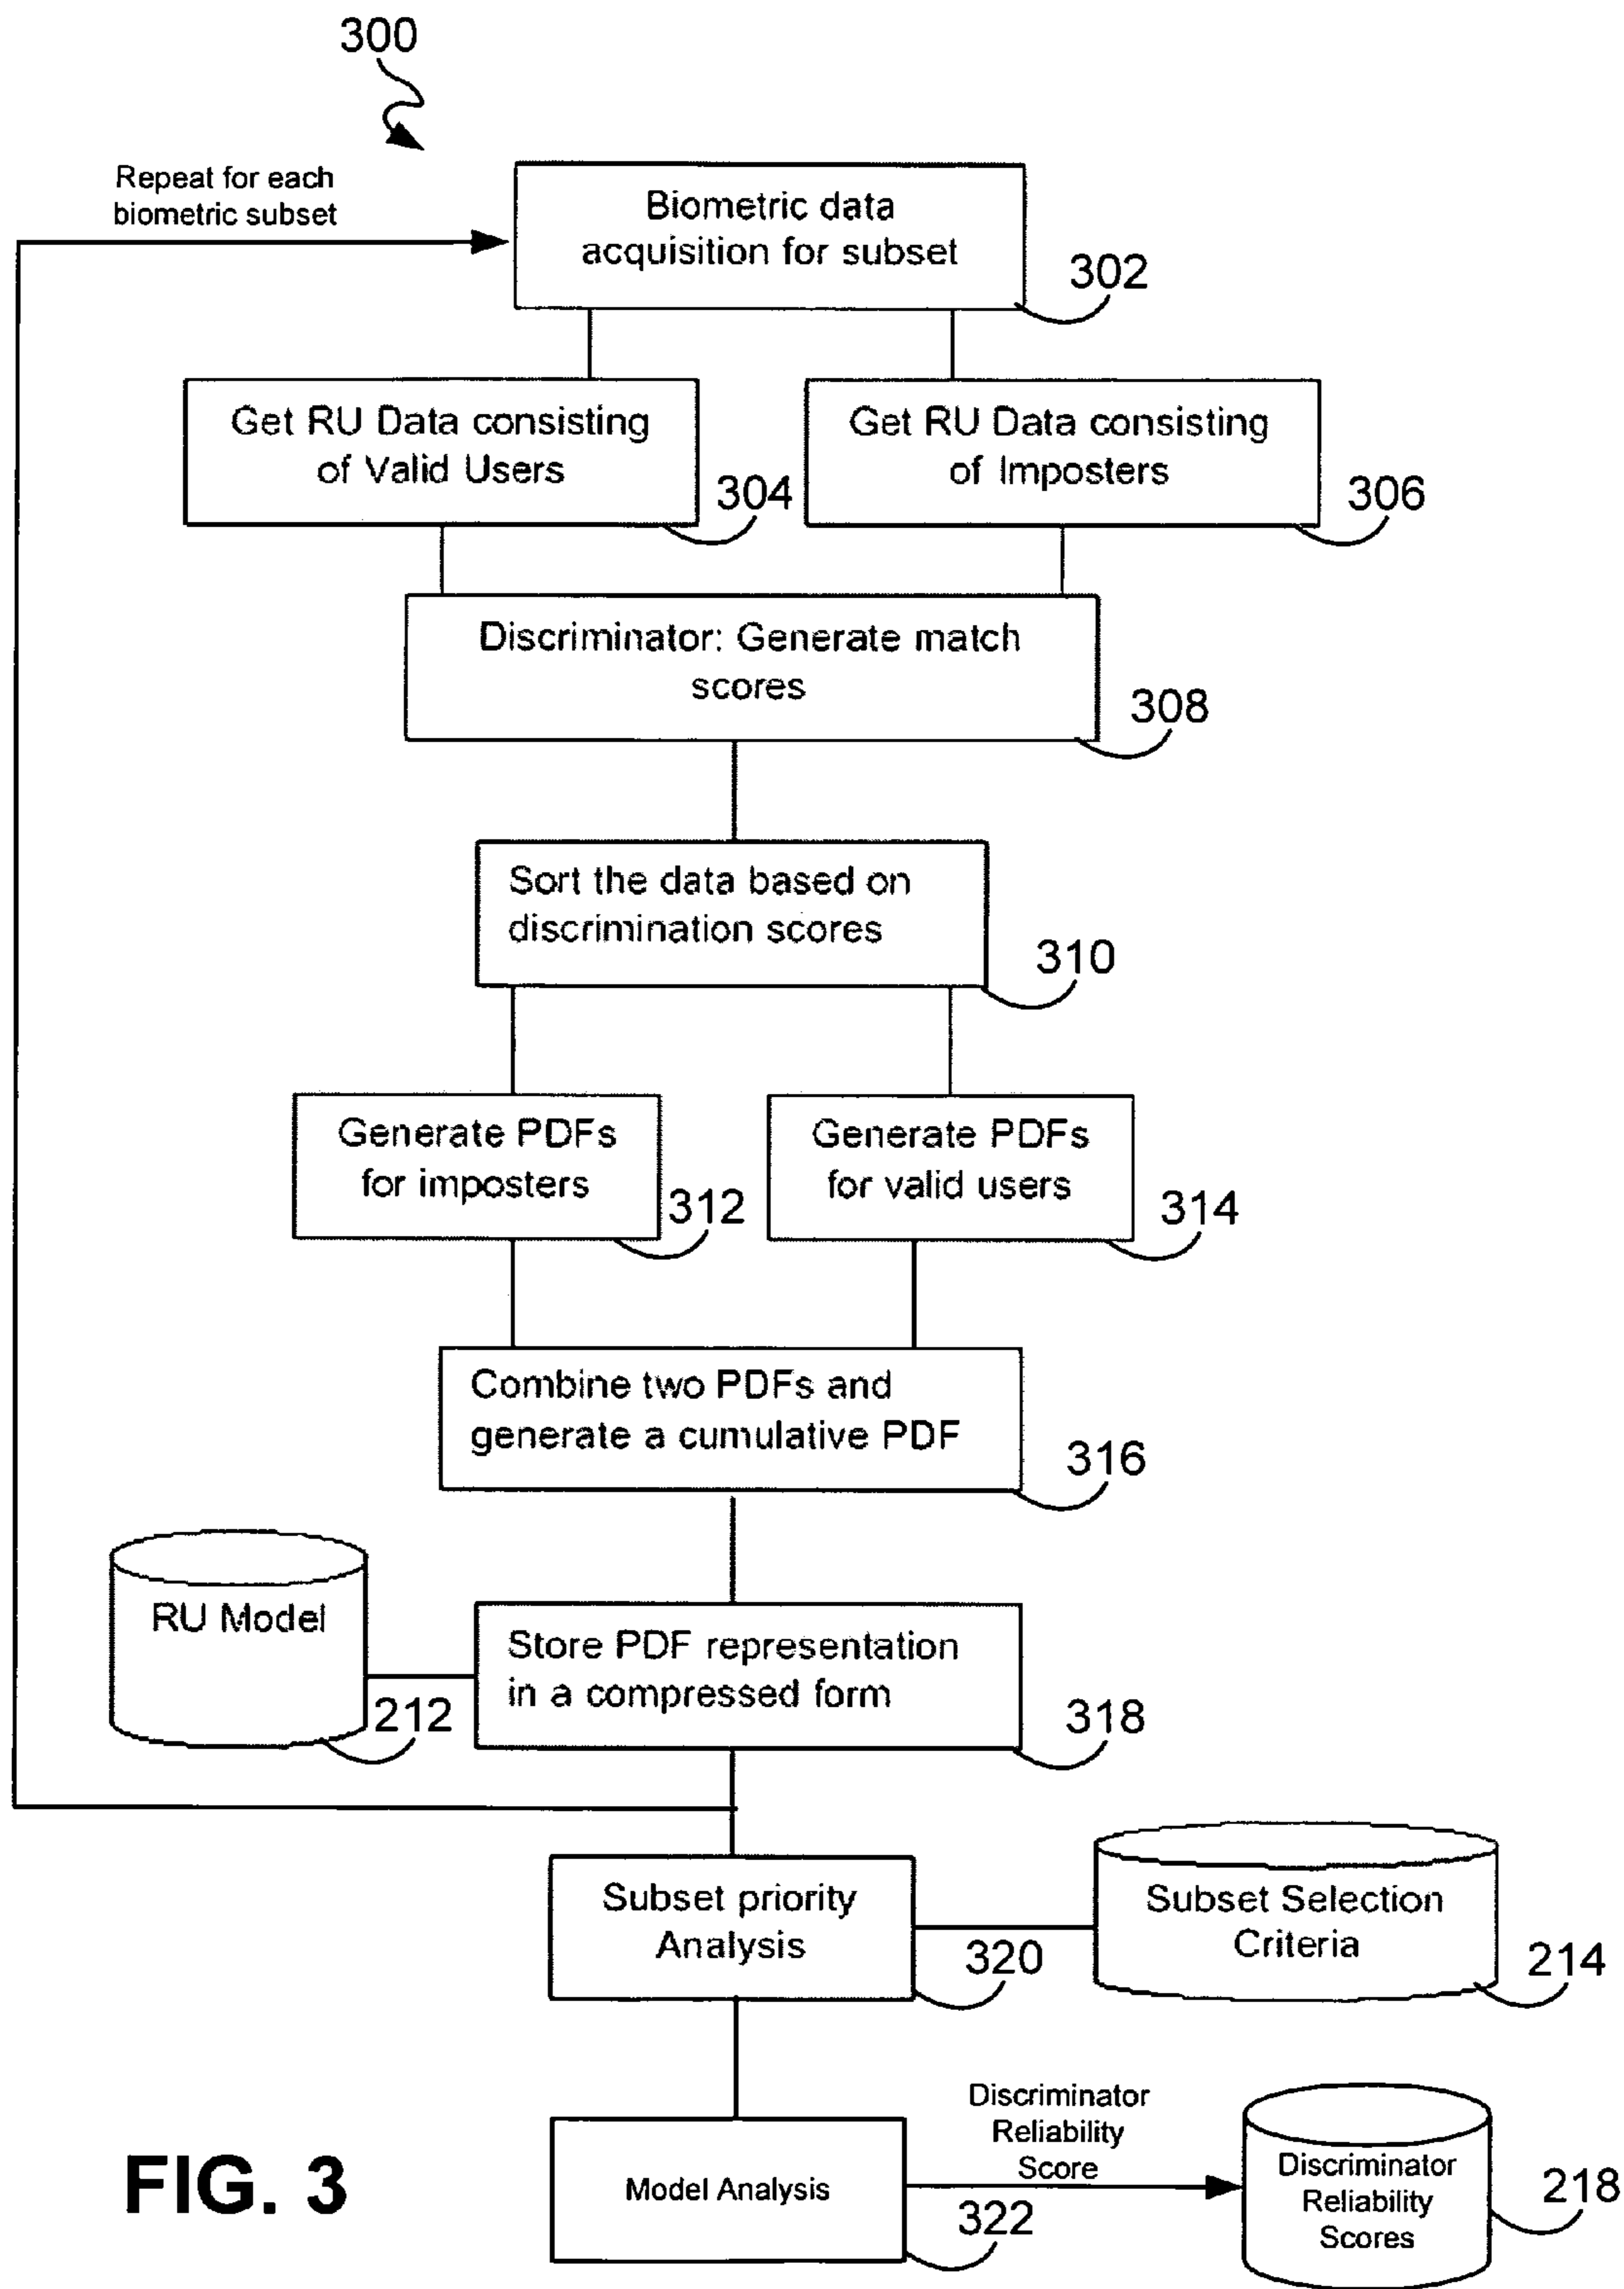 300
Repeat for each
biometric subset
Biometric data
acquisition for subset
302
Get RU Data consisting
of Valid Users
304
Get RU Data consisting
of Imposters
306
Discriminator: Generate match
scores
308
Sort the data based on
discrimination scores
310
Generate PDFs
for imposters
312
Generate PDFs
for valid users
314
Combine two PDFs and
generate a cumulative PDF
316
RU Model
212
Store PDF representation
in a compressed form
318
Subset priority
Analysis
320
Subset Selection
Criteria
214
Model Analysis
322
Discriminator
Reliability
Score
Discriminator
Reliability
Scores
218
FIG. 3